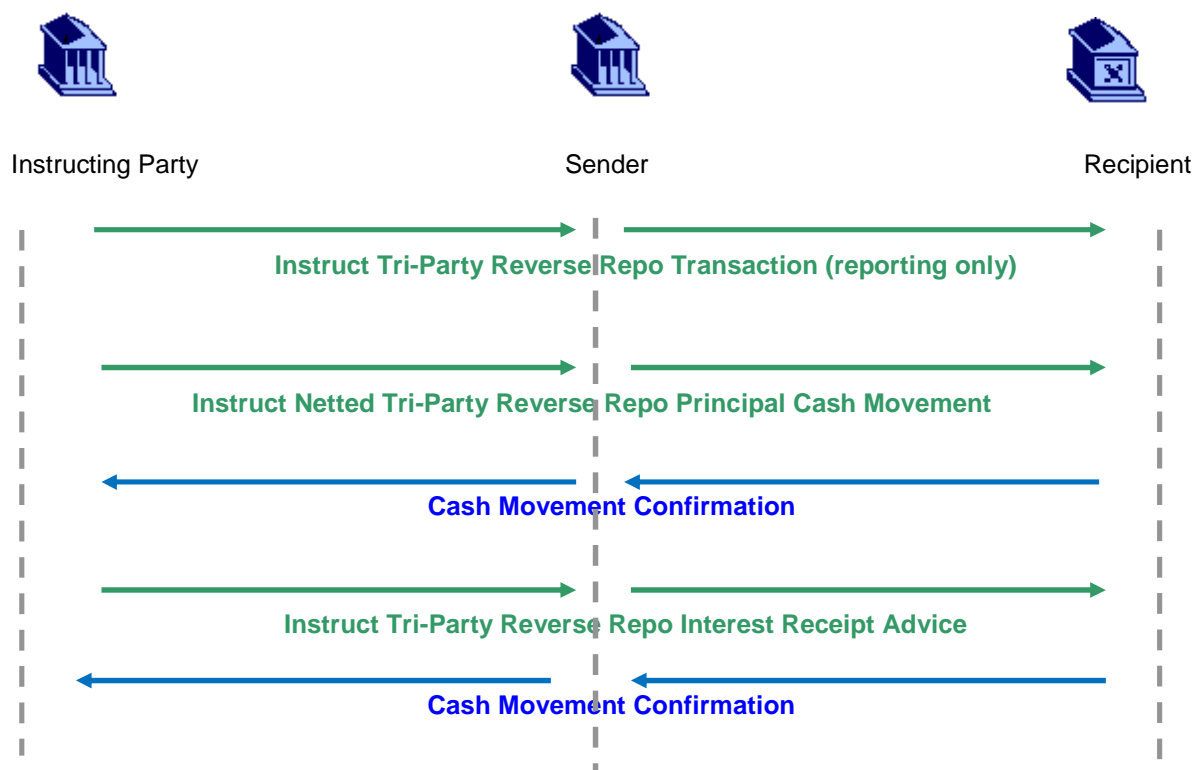 Instructing Party
Sender
Recipient
Instruct Tri-Party Reverse Repo Transaction (reporting only)
Instruct Netted Tri-Party Reverse Repo Principal Cash Movement
Cash Movement Confirmation
Instruct Tri-Party Reverse Repo Interest Receipt Advice
Cash Movement Confirmation